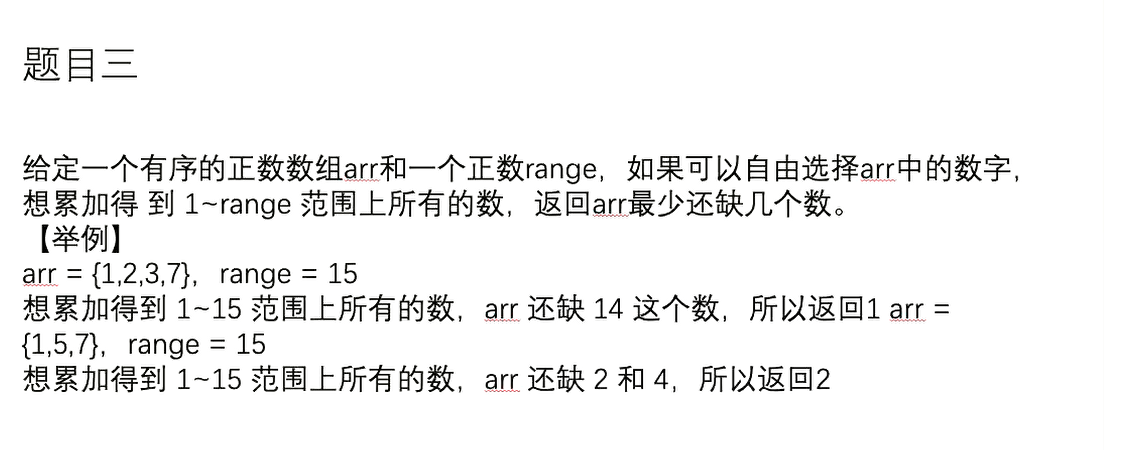 题目三
给定一个有序的正数数组arr和一个正数range，如果可以自由选择arr中的数字，
想累加得 到 1~range 范围上所有的数，返回arr最少还缺几个数。
【举例】
arr = {1,2,3,7}，range = 15
想累加得到 1~15 范围上所有的数，arr 还缺 14 这个数，所以返回1 arr =
{1,5,7}，range = 15
想累加得到 1~15 范围上所有的数，arr 还缺 2 和 4，所以返回2